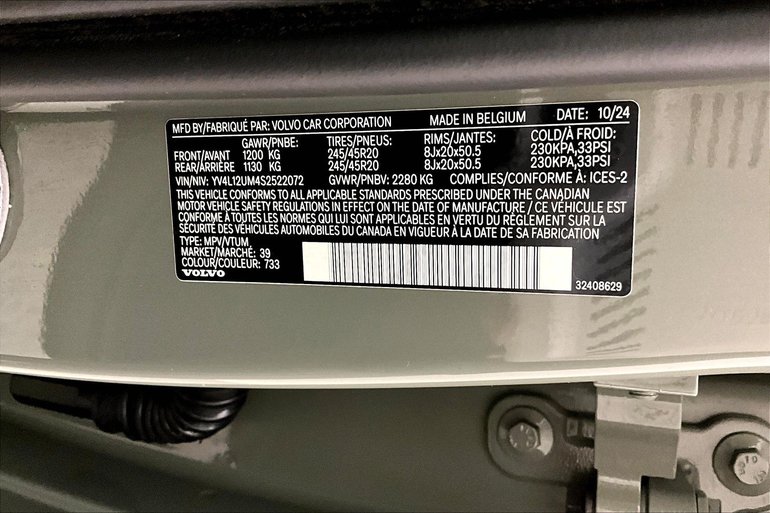 MFD BY/FABRIQUÉ PAR: VOLVO CAR CORPORATION MADE IN BELGIUM DATE: 10/24
GAWR/PNBE: TIRES/PNEUS: RIMS/JANTES: COLD/À FROID:
FRONT/AVANT 1200 KG 245/45R20 8Jx20x50.5 230KPA,33PSI
REAR/ARRIÈRE 1130 KG 245/45R20 8Jx20x50.5 230KPA,33PSI
VIN/NIV: YV4L12UM4S2522072 GVWR/PNBV: 2280 KG COMPLIES/CONFORME À: ICES-2
THIS VEHICLE CONFORMS TO ALL APPLICABLE STANDARDS PRESCRIBED UNDER THE CANADIAN
MOTOR VEHICLE SAFETY REGULATIONS IN EFFECT ON THE DATE OF MANUFACTURE / CE VÉHICULE EST
CONFORME À TOUTES LES NORMES QUI LUI SONT APPLICABLES EN VERTU DU RÈGLEMENT SUR LA
SÉCURITÉ DES VÉHICULES AUTOMOBILES DU CANADA EN VIGUEUR À LA DATE DE SA FABRICATION
TYPE: MPV/VTUM
MARKET/MARCHÉ: 39
COLOUR/COULEUR: 733
VOLVO
32408629